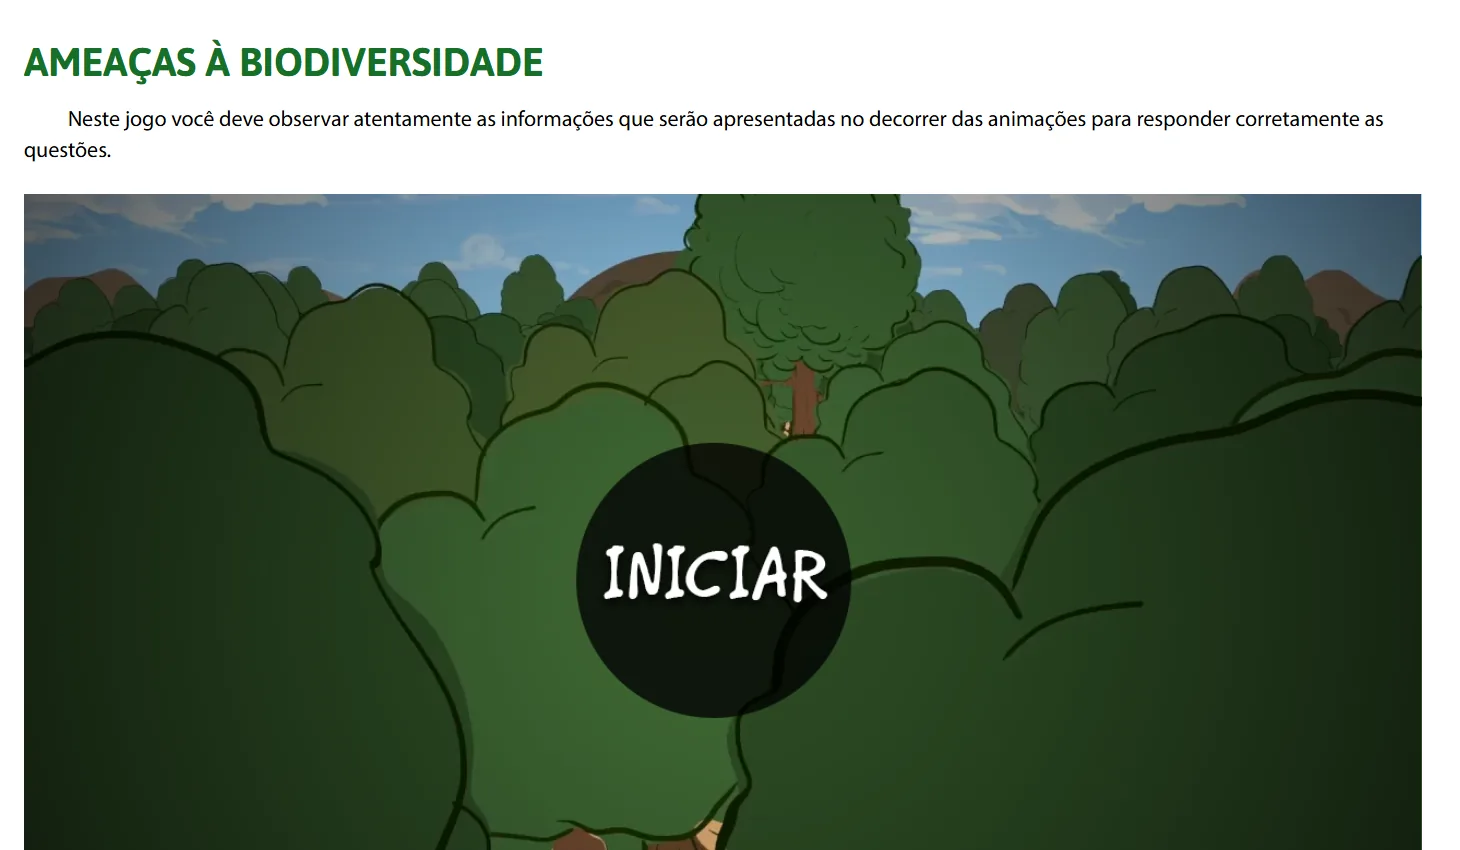 AMEAÇAS À BIODIVERSIDADE
Neste jogo você deve observar atentamente as informações que serão apresentadas no decorrer das animações para responder corretamente as
questões.
INICIAR